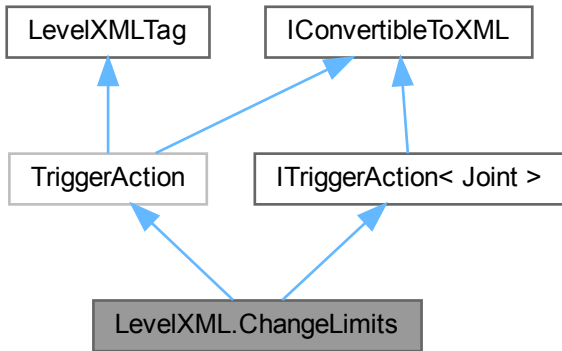 LevelXMLTag
IConvertibleToXML
TriggerAction
ITriggerAction< Joint >
LevelXML.ChangeLimits